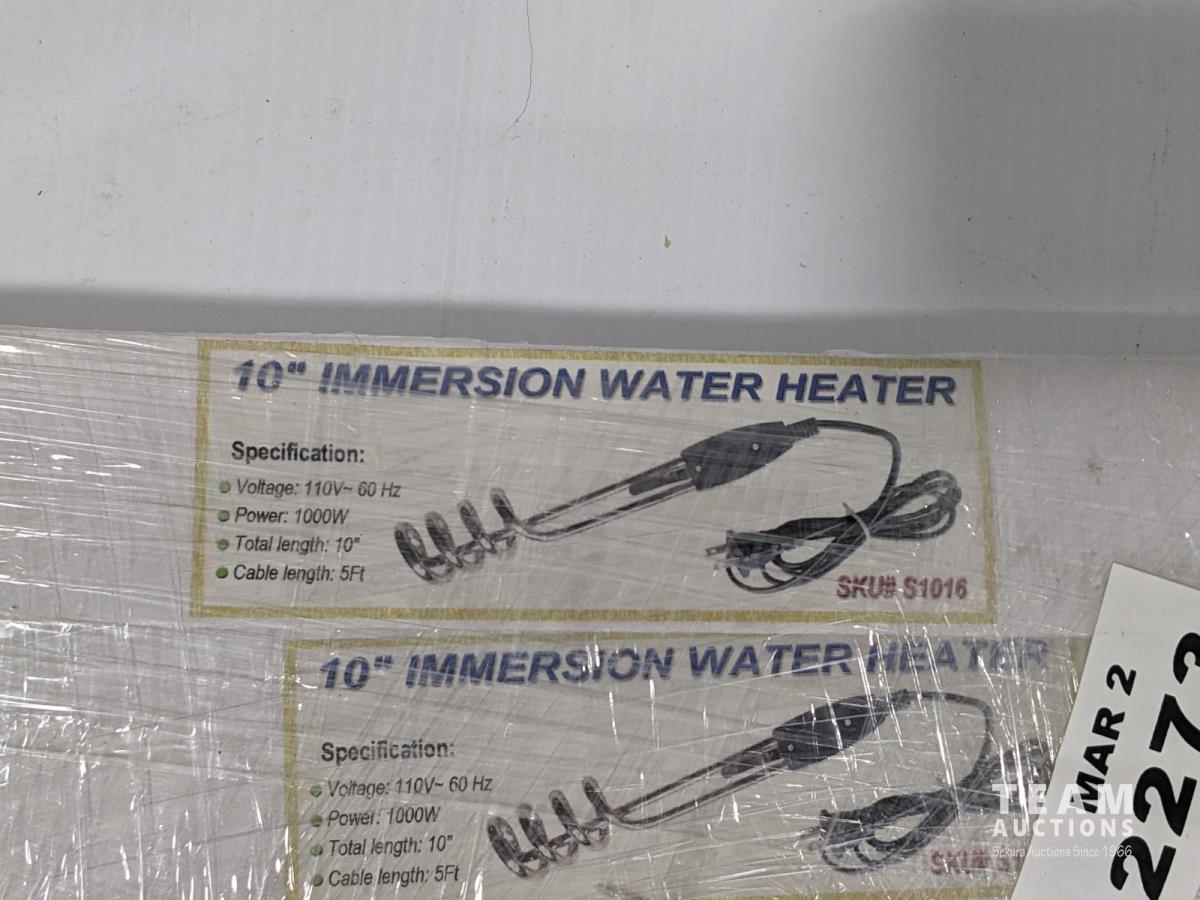 10" IMMERSION WATER HEATER
Specification:
Voltage: 110V~ 60 Hz
Power: 1000W
Total length: 10"
Cable length: 5Ft
SKU# S1016
10" IMMERSION WATER HEATER
Specification:
Voltage: 110V~ 60 Hz
Power: 1000W
Total length: 10"
Cable length: 5Ft
SKU#
MAR 2
2273
TEAM
AUCTIONS
Sekura Auctions Since 1966